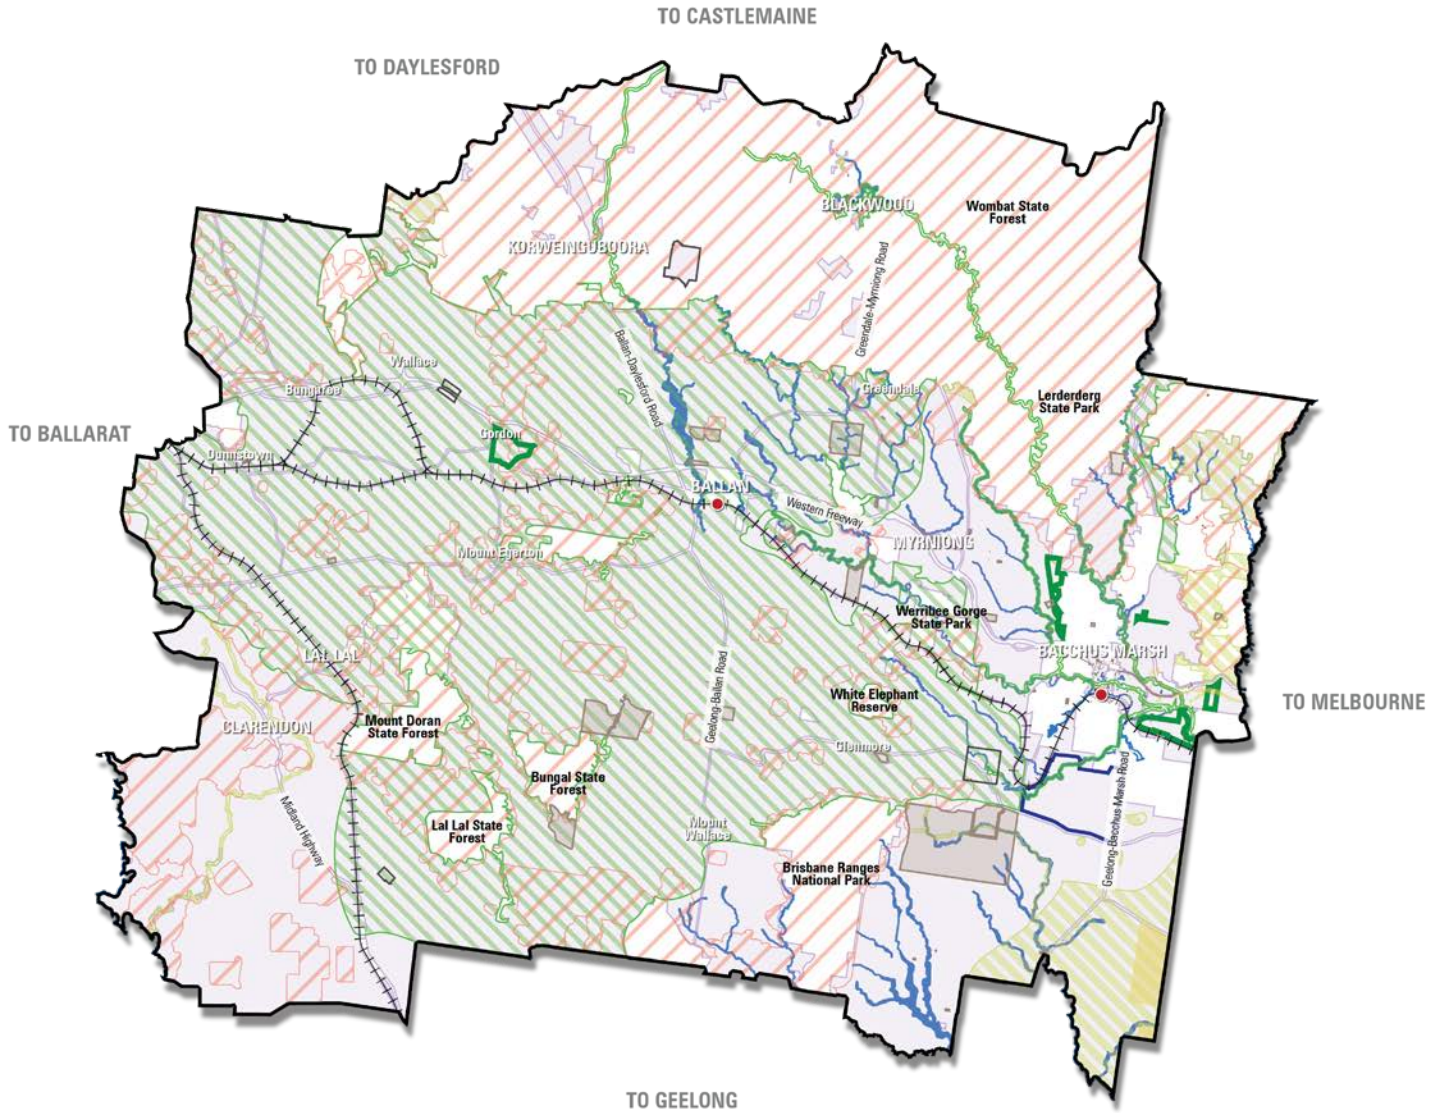 TO CASTLEMAINE
TO DAYLESFORD
BLACKWOOD
Wombat State
Forest
KORWEINGUBOORA
Greendale-Myrniong Road
Ballan-Daylesford Road
Wallace
Bungaree
Greendale
Lerderderg
State Park
TO BALLARAT
Gordon
Dunnstown
BALLAN
Western Freeway
MYRNIONG
Mount Egerton
Werribee Gorge
State Park
LAL LAL
BACCHUS MARSH
TO MELBOURNE
White Elephant
Reserve
Geelong-Ballan Road
Mount Doran
State Forest
CLARENDON
Glenmore
Bungal State
Forest
Geelong-Bacchus Marsh Road
Midland Highway
Lal Lal State
Forest
Mount
Wallace
Brisbane Ranges
National Park
TO GEELONG